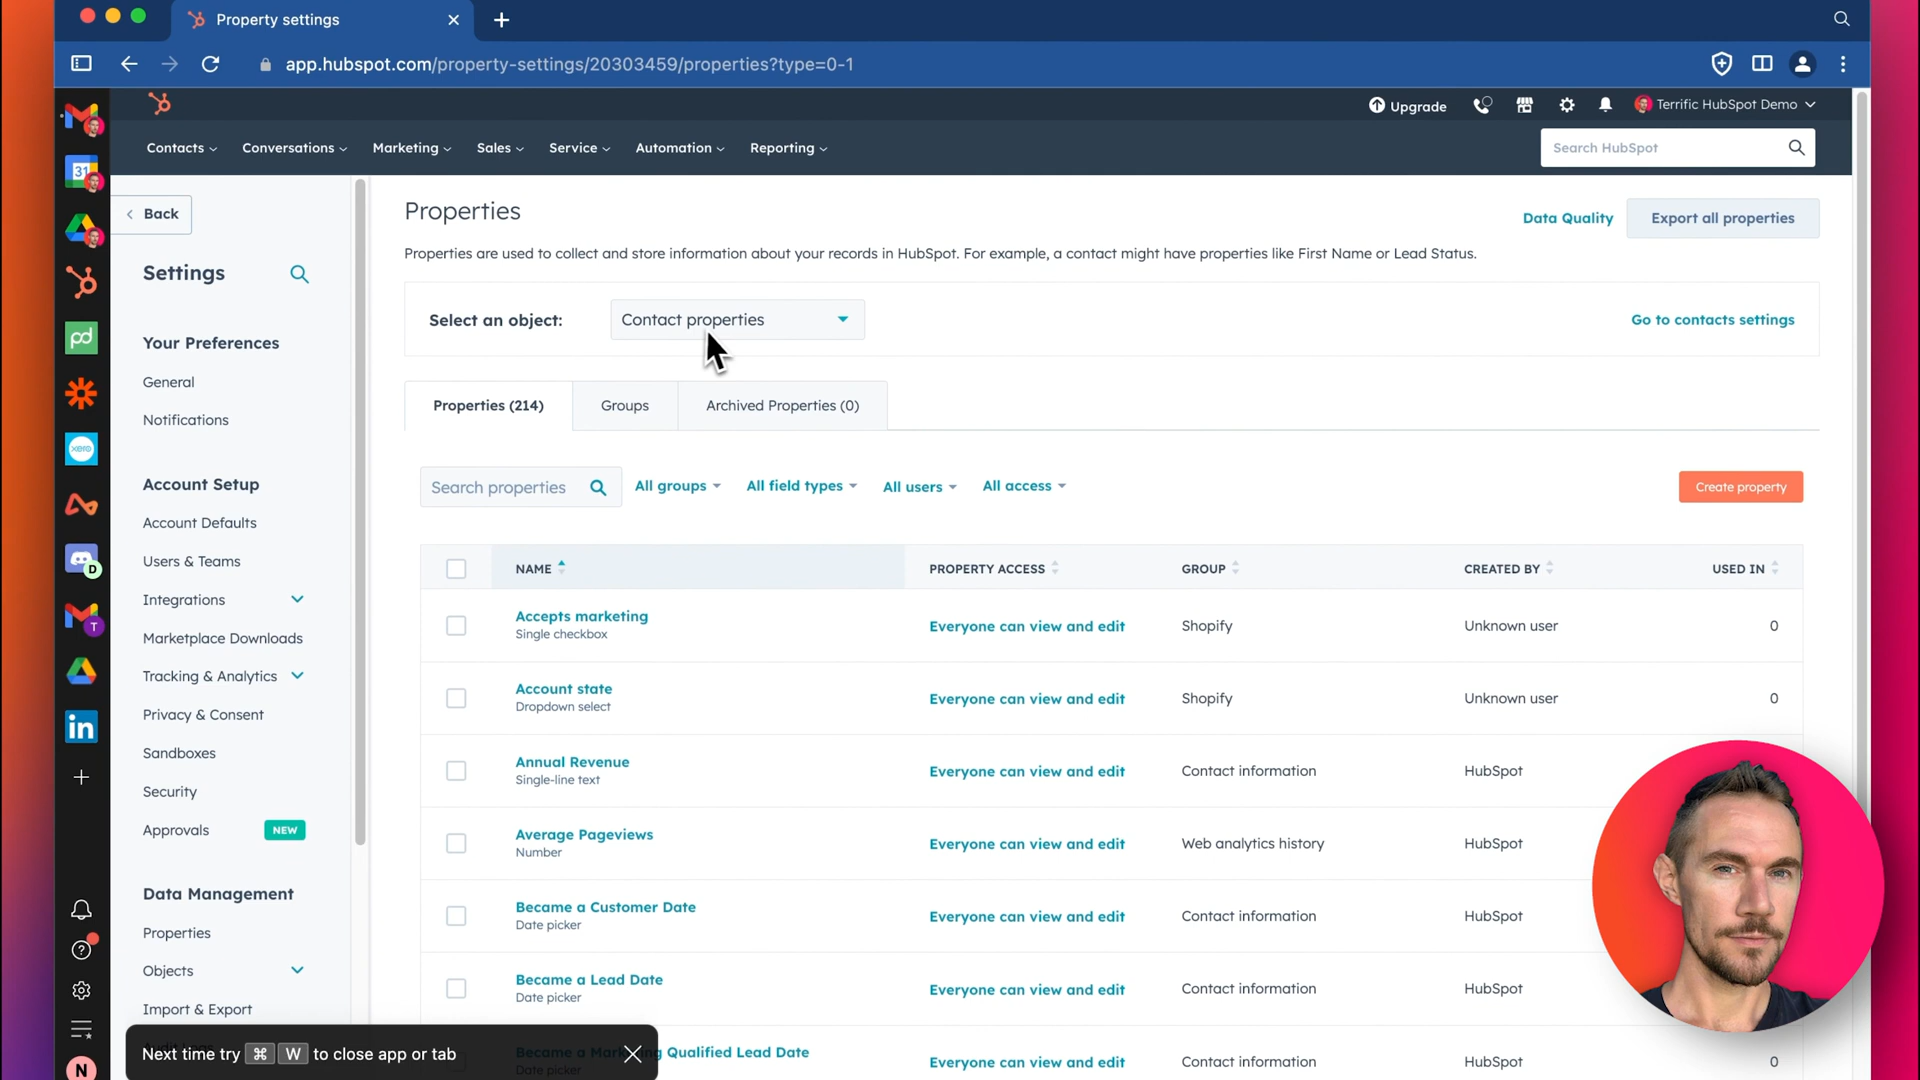 Property settings
app.hubspot.com/property-settings/20303459/properties?type=0-1
Upgrade
Terrific HubSpot Demo
Contacts
Conversations
Marketing
Sales
Service
Automation
Reporting
Search HubSpot
Back
Settings
Your Preferences
General
Notifications
Account Setup
Account Defaults
Users & Teams
Integrations
Marketplace Downloads
Tracking & Analytics
Privacy & Consent
Sandboxes
Security
Approvals NEW
Data Management
Properties
Objects
Import & Export
Properties
Data Quality
Export all properties
Properties are used to collect and store information about your records in HubSpot. For example, a contact might have properties like First Name or Lead Status.
Select an object: Contact properties
Go to contacts settings
Properties (214)
Groups
Archived Properties (0)
Search properties
All groups
All field types
All users
All access
Create property
NAME PROPERTY ACCESS GROUP CREATED BY USED IN
Accepts marketing
Single checkbox
Everyone can view and edit Shopify Unknown user 0
Account state
Dropdown select
Everyone can view and edit Shopify Unknown user 0
Annual Revenue
Single-line text
Everyone can view and edit Contact information HubSpot
Average Pageviews
Number
Everyone can view and edit Web analytics history HubSpot
Became a Customer Date
Date picker
Everyone can view and edit Contact information HubSpot
Became a Lead Date
Date picker
Everyone can view and edit Contact information HubSpot
Qualified Lead Date
Everyone can view and edit Contact information HubSpot 0
Next time try ⌘ W to close app or tab
31
pd
xero
D
T
in
N